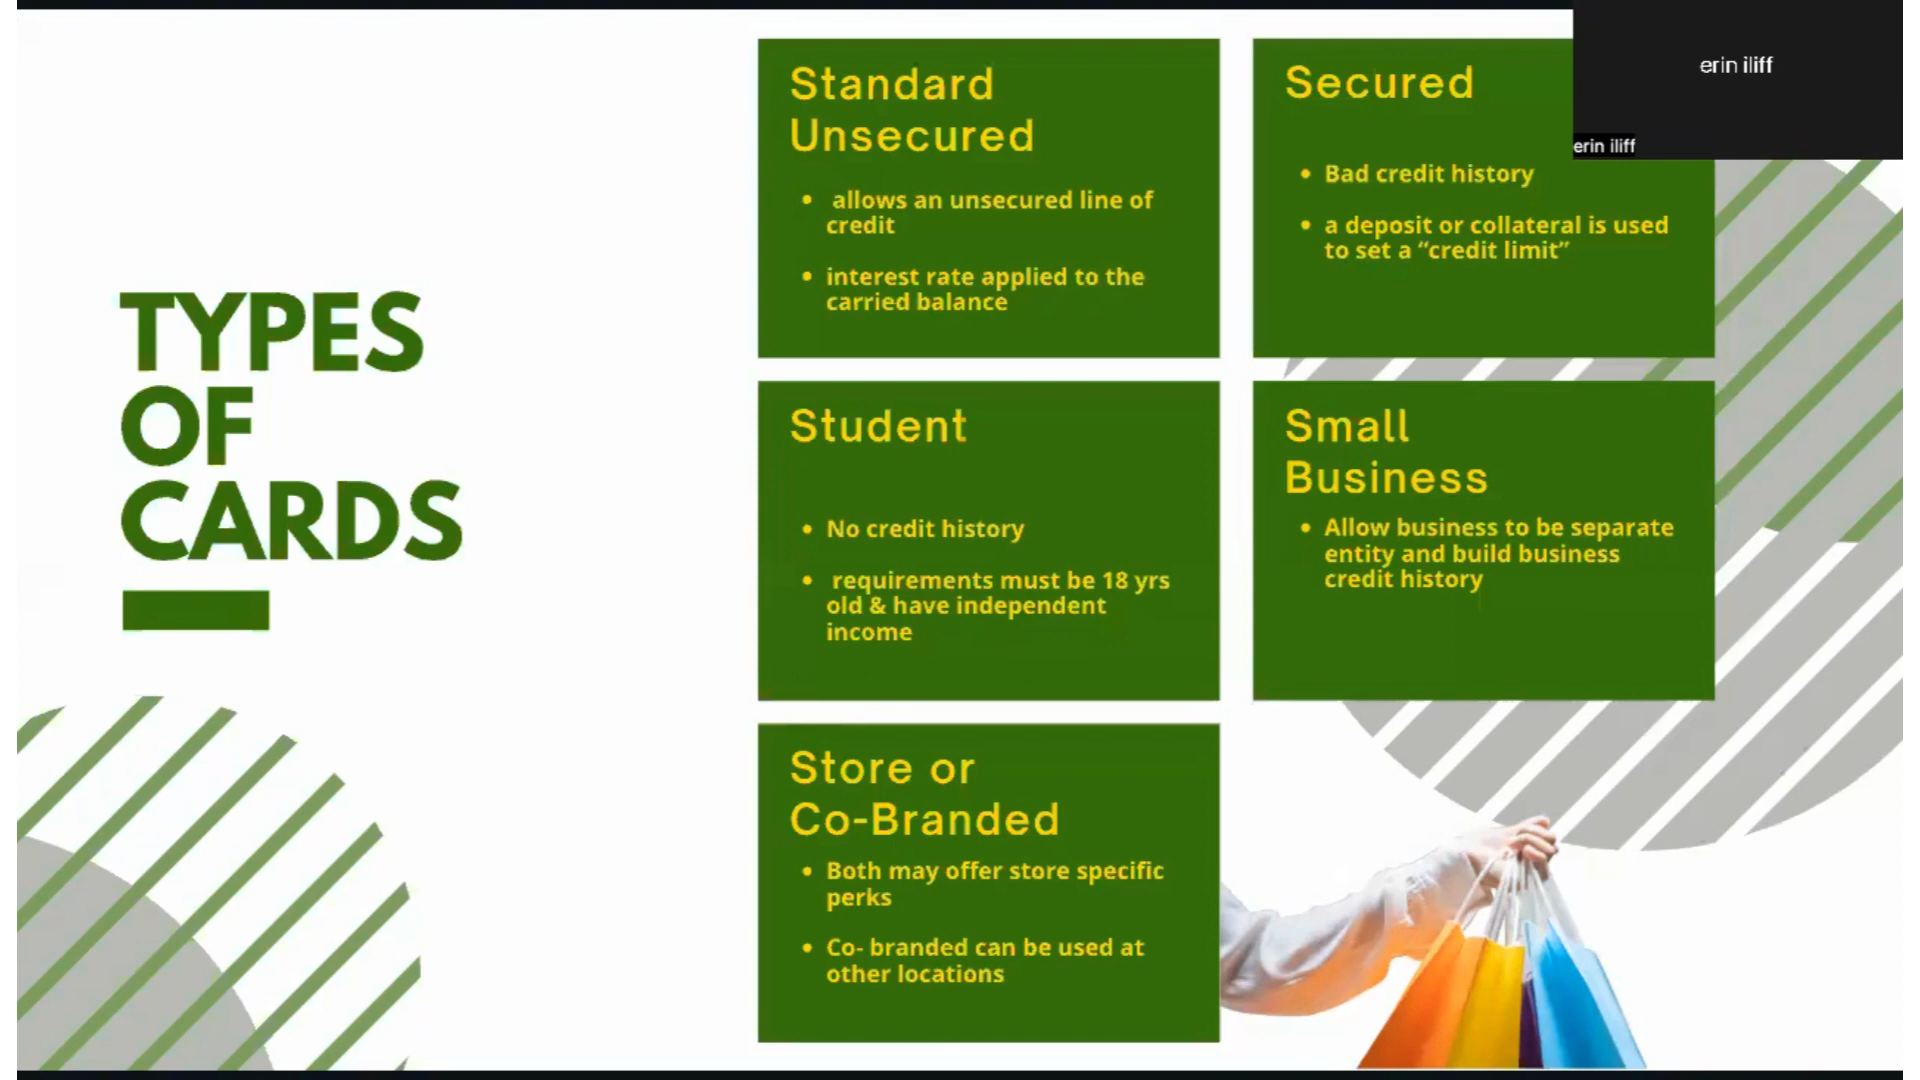 TYPES
OF
CARDS
Standard
Unsecured
• allows an unsecured line of
credit
• interest rate applied to the
carried balance
Secured
• Bad credit history
• a deposit or collateral is used
to set a “credit limit”
Student
• No credit history
• requirements must be 18 yrs
old & have independent
income
Small
Business
• Allow business to be separate
entity and build business
credit history
Store or
Co-Branded
• Both may offer store specific
perks
• Co- branded can be used at
other locations
erin iliff
erin iliff